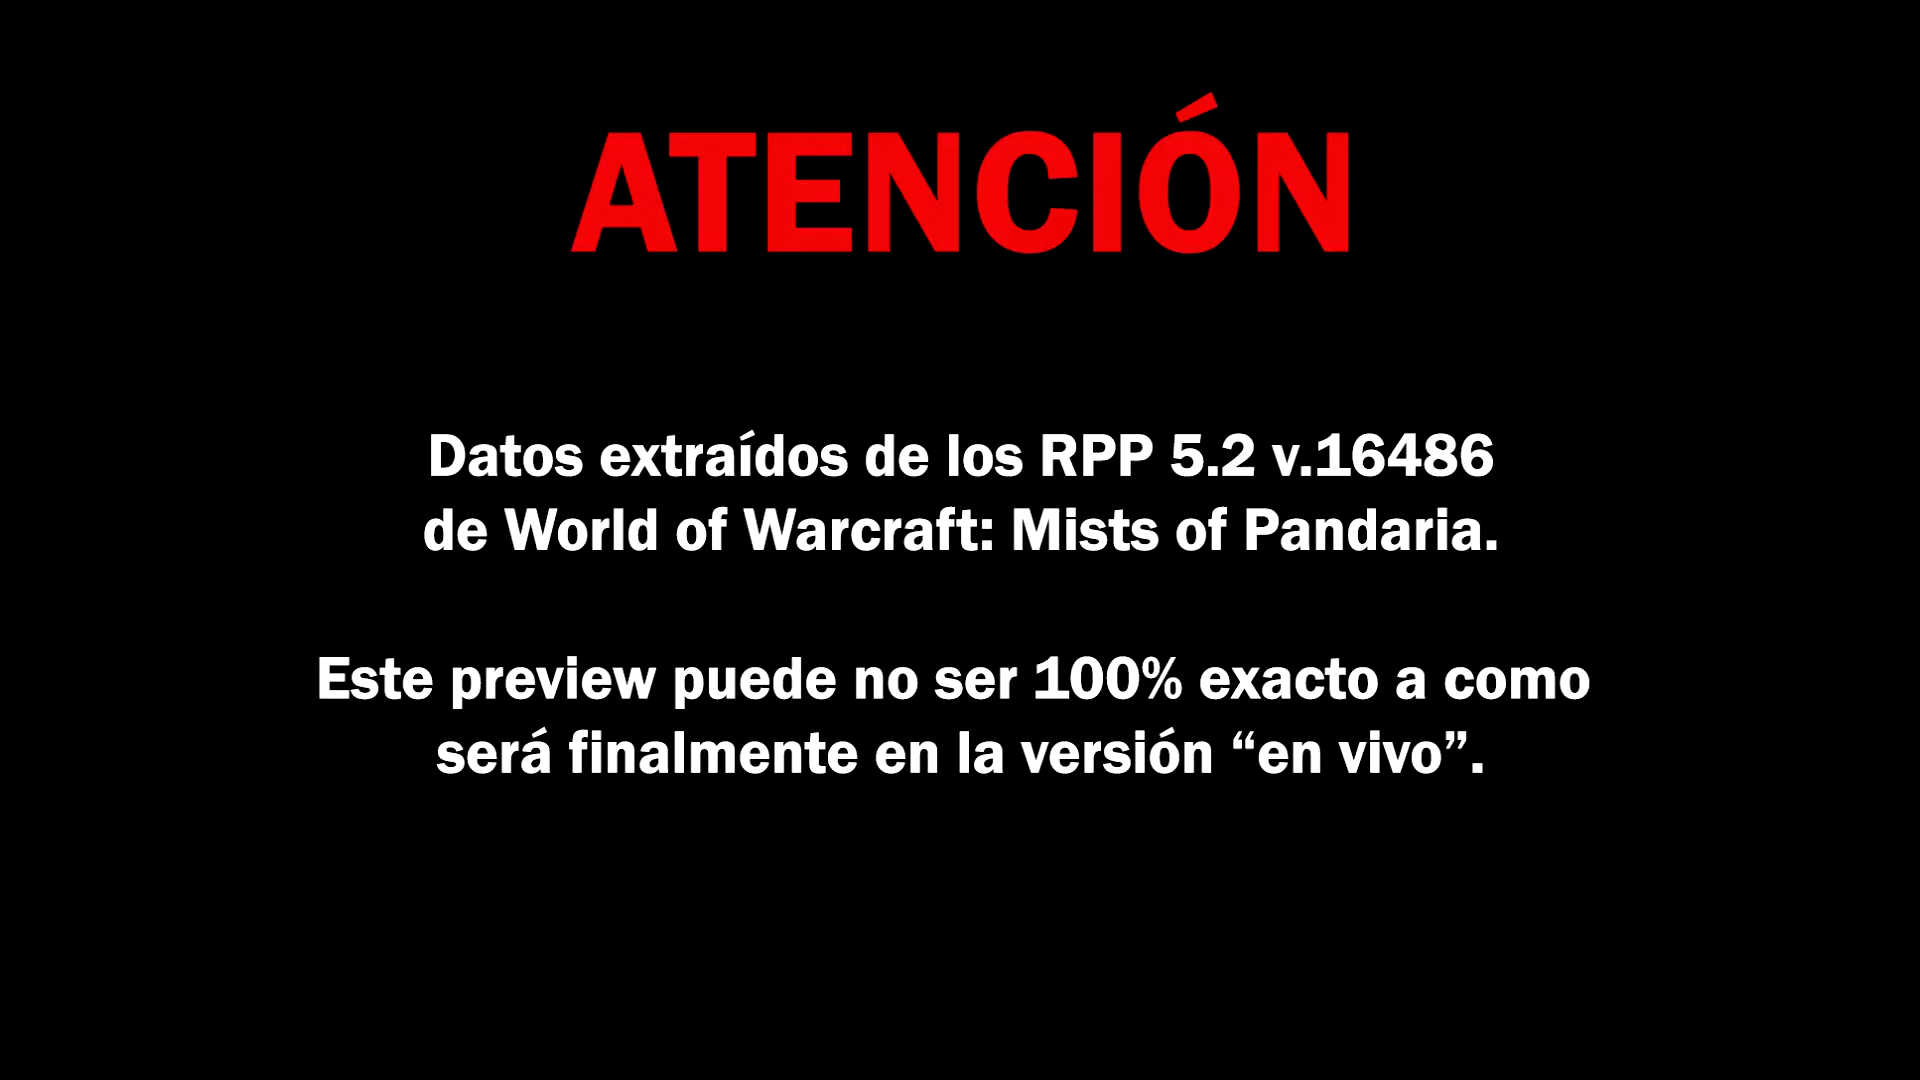 ATENCIÓN
Datos extraídos de los RPP 5.2 v.16486
de World of Warcraft: Mists of Pandaria.
Este preview puede no ser 100% exacto a como
será finalmente en la versión “en vivo”.